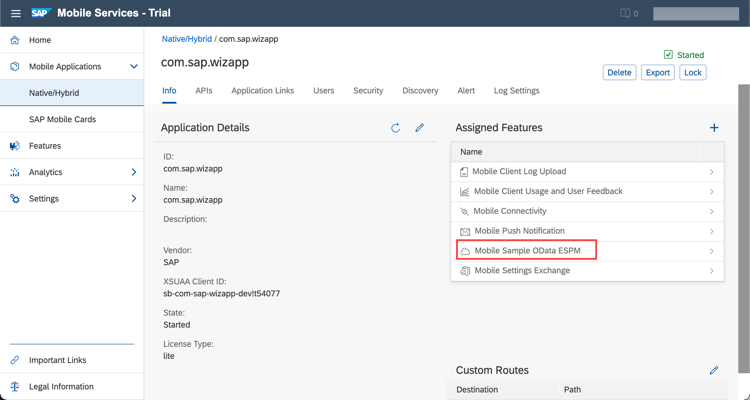 SAP Mobile Services - Trial 0
Home
Mobile Applications
Native/Hybrid
SAP Mobile Cards
Features
Analytics
Settings
Important Links
Legal Information
Native/Hybrid / com.sap.wizapp
com.sap.wizapp
Started
Delete Export Lock
Info APIs Application Links Users Security Discovery Alert Log Settings
Application Details
ID:
com.sap.wizapp
Name:
com.sap.wizapp
Description:
Vendor:
SAP
XSUAA Client ID:
sb-com-sap-wizapp-dev!t54077
State:
Started
License Type:
lite
Assigned Features
Name
Mobile Client Log Upload
Mobile Client Usage and User Feedback
Mobile Connectivity
Mobile Push Notification
Mobile Sample OData ESPM
Mobile Settings Exchange
Custom Routes
Destination Path